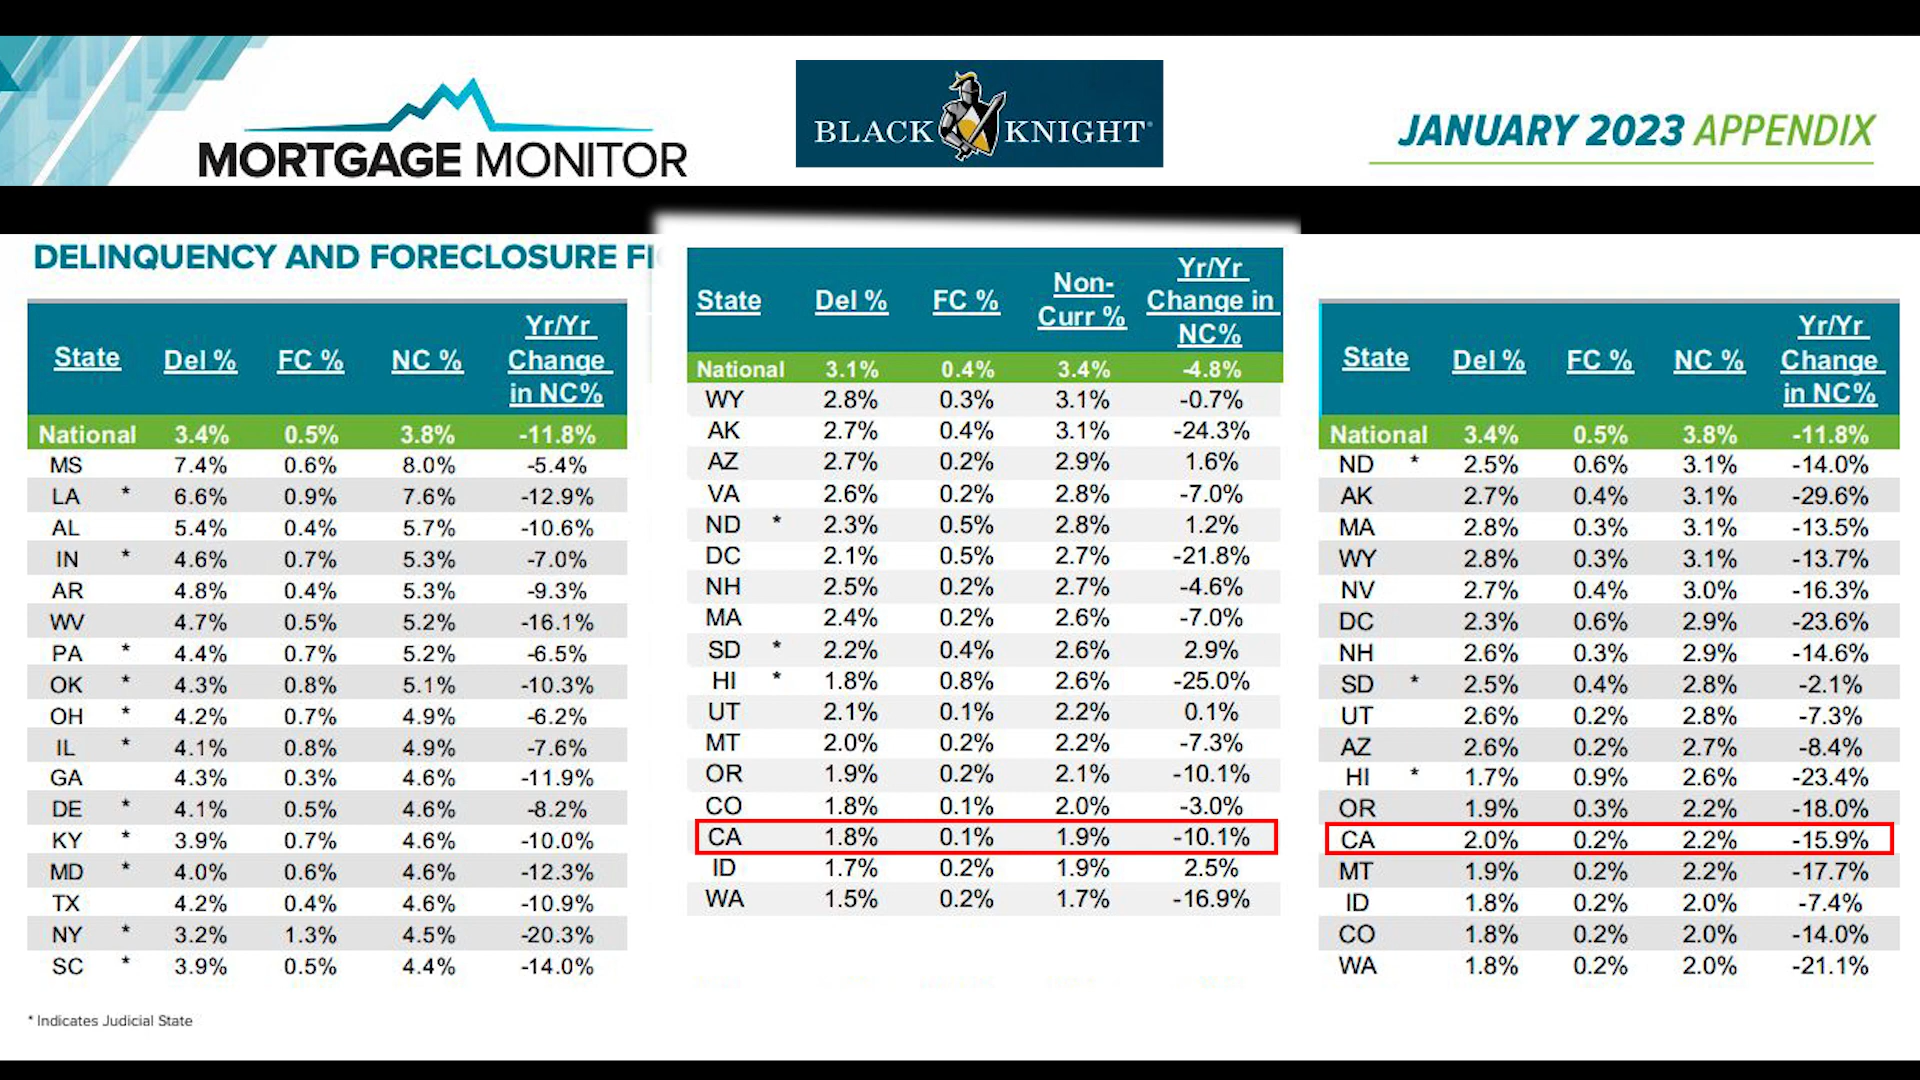 MORTGAGE MONITOR
BLACK KNIGHT
JANUARY 2023 APPENDIX
DELINQUENCY AND FORECLOSURE FI
State Del % FC % NC % Yr/Yr Change in NC%
National 3.4% 0.5% 3.8% -11.8%
MS 7.4% 0.6% 8.0% -5.4%
LA * 6.6% 0.9% 7.6% -12.9%
AL 5.4% 0.4% 5.7% -10.6%
IN * 4.6% 0.7% 5.3% -7.0%
AR 4.8% 0.4% 5.3% -9.3%
WV 4.7% 0.5% 5.2% -16.1%
PA * 4.4% 0.7% 5.2% -6.5%
OK * 4.3% 0.8% 5.1% -10.3%
OH * 4.2% 0.7% 4.9% -6.2%
IL * 4.1% 0.8% 4.9% -7.6%
GA 4.3% 0.3% 4.6% -11.9%
DE * 4.1% 0.5% 4.6% -8.2%
KY * 3.9% 0.7% 4.6% -10.0%
MD * 4.0% 0.6% 4.6% -12.3%
TX 4.2% 0.4% 4.6% -10.9%
NY * 3.2% 1.3% 4.5% -20.3%
SC * 3.9% 0.5% 4.4% -14.0%
* Indicates Judicial State
State Del % FC % Non-Curr % Yr/Yr Change in NC%
National 3.1% 0.4% 3.4% -4.8%
WY 2.8% 0.3% 3.1% -0.7%
AK 2.7% 0.4% 3.1% -24.3%
AZ 2.7% 0.2% 2.9% 1.6%
VA 2.6% 0.2% 2.8% -7.0%
ND * 2.3% 0.5% 2.8% 1.2%
DC 2.1% 0.5% 2.7% -21.8%
NH 2.5% 0.2% 2.7% -4.6%
MA 2.4% 0.2% 2.6% -7.0%
SD * 2.2% 0.4% 2.6% 2.9%
HI * 1.8% 0.8% 2.6% -25.0%
UT 2.1% 0.1% 2.2% 0.1%
MT 2.0% 0.2% 2.2% -7.3%
OR 1.9% 0.2% 2.1% -10.1%
CO 1.8% 0.1% 2.0% -3.0%
CA 1.8% 0.1% 1.9% -10.1%
ID 1.7% 0.2% 1.9% 2.5%
WA 1.5% 0.2% 1.7% -16.9%
State Del % FC % NC % Yr/Yr Change in NC%
National 3.4% 0.5% 3.8% -11.8%
ND * 2.5% 0.6% 3.1% -14.0%
AK 2.7% 0.4% 3.1% -29.6%
MA 2.8% 0.3% 3.1% -13.5%
WY 2.8% 0.3% 3.1% -13.7%
NV 2.7% 0.4% 3.0% -16.3%
DC 2.3% 0.6% 2.9% -23.6%
NH 2.6% 0.3% 2.9% -14.6%
SD * 2.5% 0.4% 2.8% -2.1%
UT 2.6% 0.2% 2.8% -7.3%
AZ 2.6% 0.2% 2.7% -8.4%
HI * 1.7% 0.9% 2.6% -23.4%
OR 1.9% 0.3% 2.2% -18.0%
CA 2.0% 0.2% 2.2% -15.9%
MT 1.9% 0.2% 2.2% -17.7%
ID 1.8% 0.2% 2.0% -7.4%
CO 1.8% 0.2% 2.0% -14.0%
WA 1.8% 0.2% 2.0% -21.1%